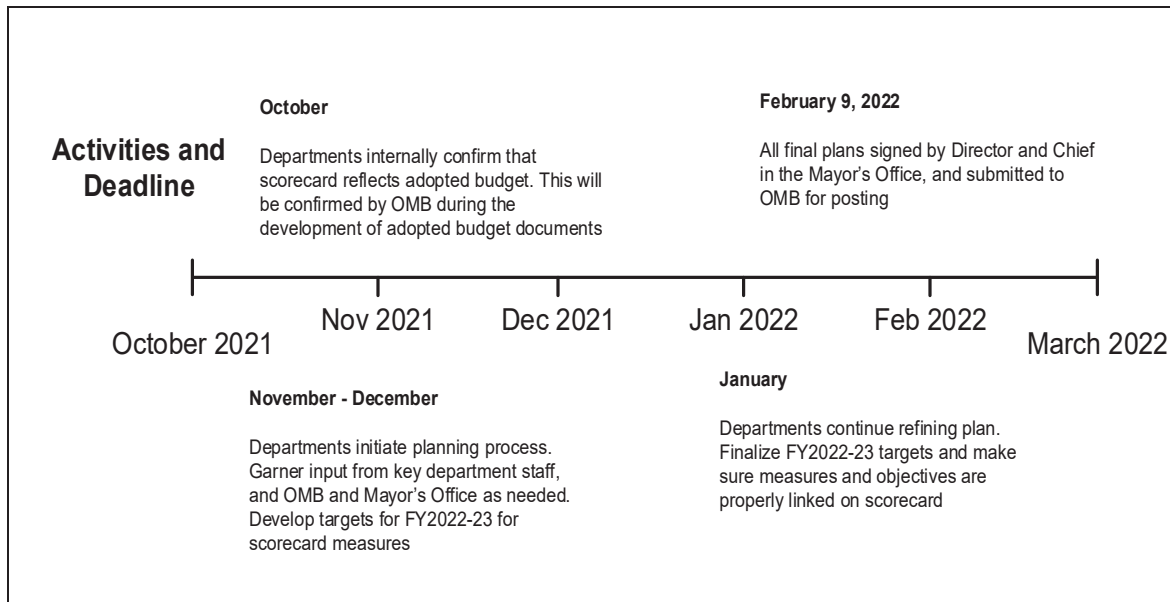 Activities and
Deadline
October
Departments internally confirm that
scorecard reflects adopted budget. This will
be confirmed by OMB during the
development of adopted budget documents
February 9, 2022
All final plans signed by Director and Chief
in the Mayor's Office, and submitted to
OMB for posting
October 2021
Nov 2021
Dec 2021
Jan 2022
Feb 2022
March 2022
November - December
Departments initiate planning process.
Garner input from key department staff,
and OMB and Mayor's Office as needed.
Develop targets for FY2022-23 for
scorecard measures
January
Departments continue refining plan.
Finalize FY2022-23 targets and make
sure measures and objectives are
properly linked on scorecard